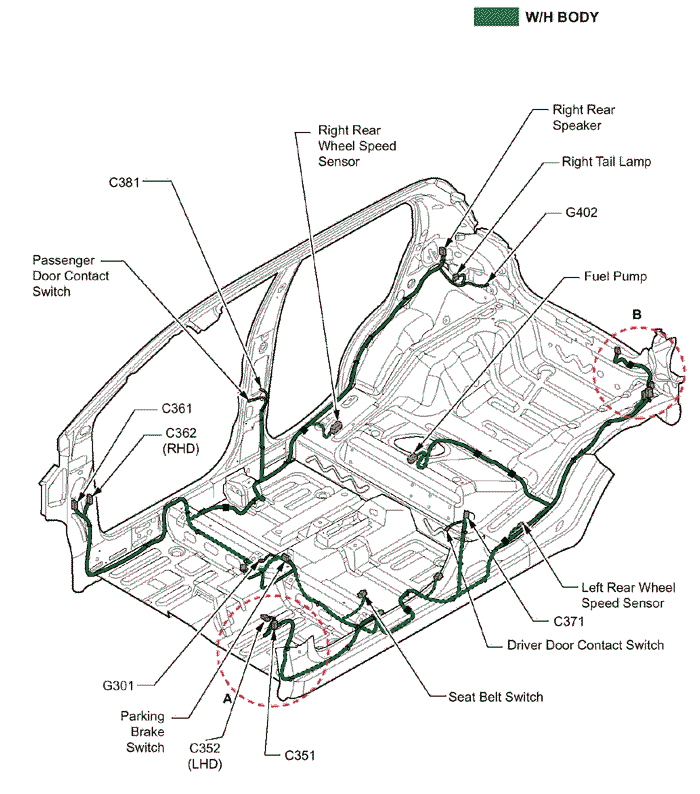 W/H BODY
Right Rear
Speaker
Right Rear
Wheel Speed
Sensor
Right Tail Lamp
C381
G402
Passenger
Door Contact
Switch
Fuel Pump
B
C361
C362
(RHD)
Left Rear Wheel
Speed Sensor
C371
Driver Door Contact Switch
G301
A
Seat Belt Switch
Parking
Brake
Switch
C352
(LHD)
C351